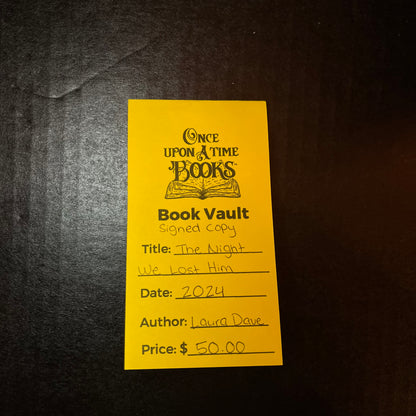 ONCE
UPON A TIME
BOOKS
Book Vault
Signed Copy
Title: The Night
We Lost Him
Date: 2024
Author: Laura Dave
Price: $ 50.00